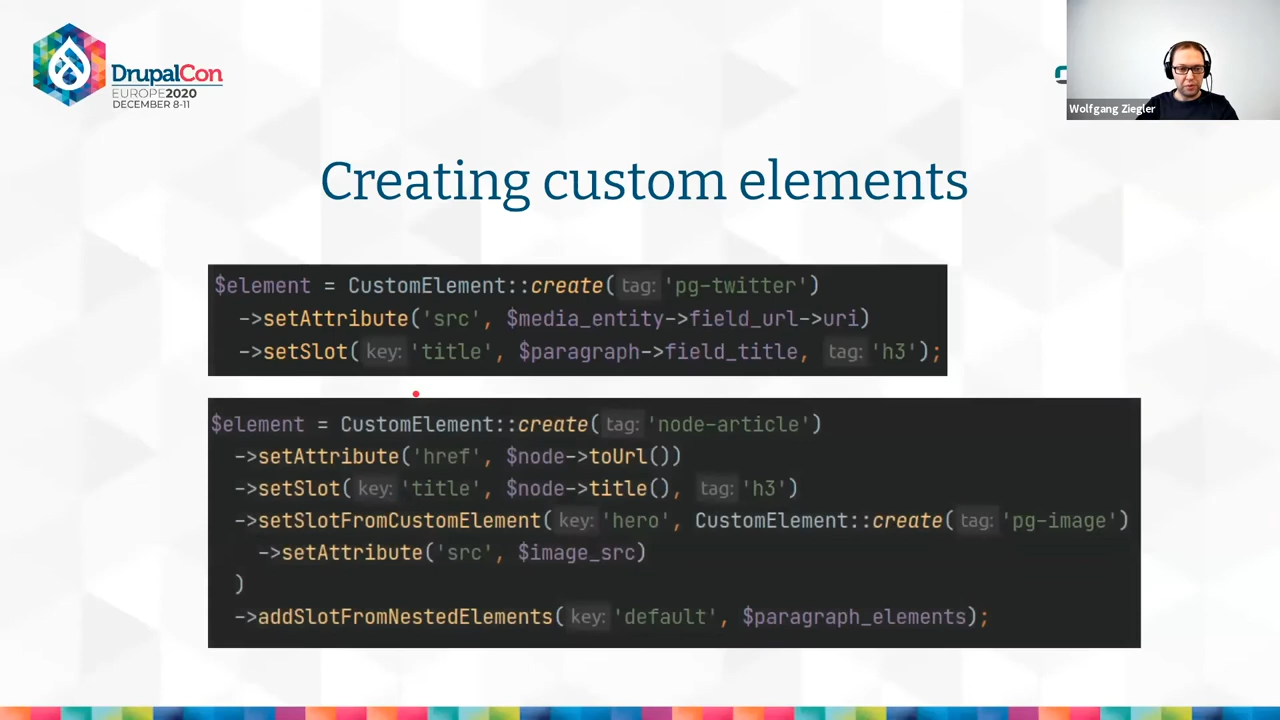 DrupalCon
EUROPE2020
DECEMBER 8-11
Wolfgang Ziegler
Creating custom elements
$element = CustomElement::create( tag: 'pg-twitter')
->setAttribute('src', $media_entity->field_url->uri)
->setSlot( key: 'title', $paragraph->field_title, tag: 'h3');
$element = CustomElement::create( tag: 'node-article')
->setAttribute('href', $node->toUrl())
->setSlot( key: 'title', $node->title(), tag: 'h3')
->setSlotFromCustomElement( key: 'hero', CustomElement::create( tag: 'pg-image')
->setAttribute('src', $image_src)
)
->addSlotFromNestedElements( key: 'default', $paragraph_elements);